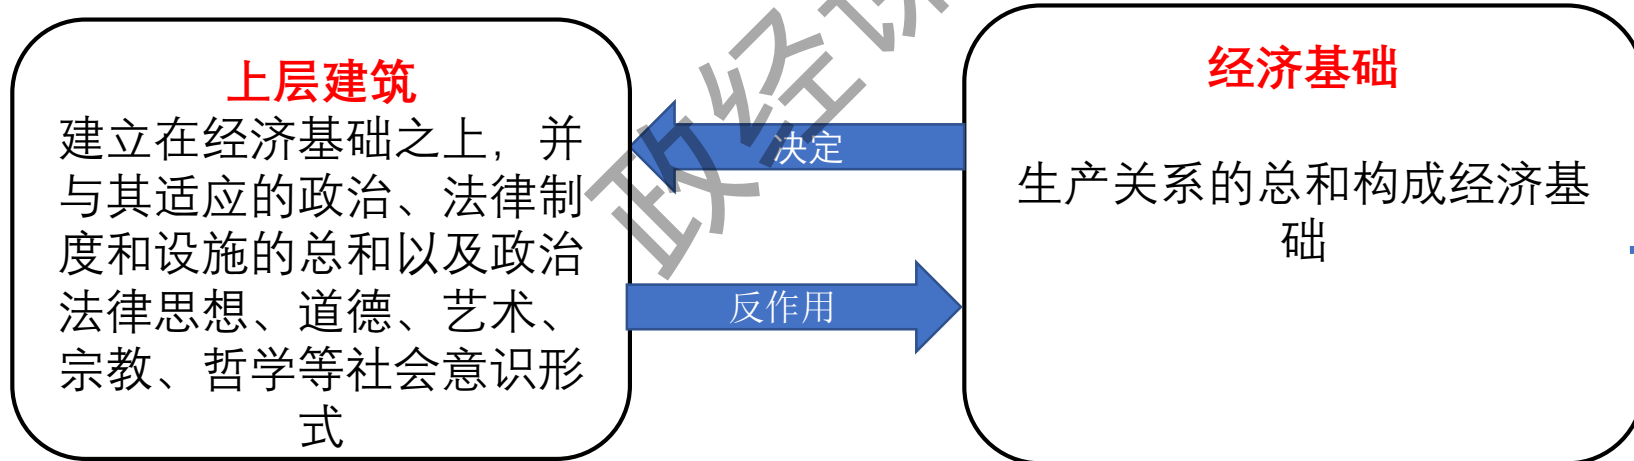 上层建筑
建立在经济基础之上，并
与其适应的政治、法律制
度和设施的总和以及政治
法律思想、道德、艺术、
宗教、哲学等社会意识形
式
决定
反作用
经济基础
生产关系的总和构成经济基
础
政经课